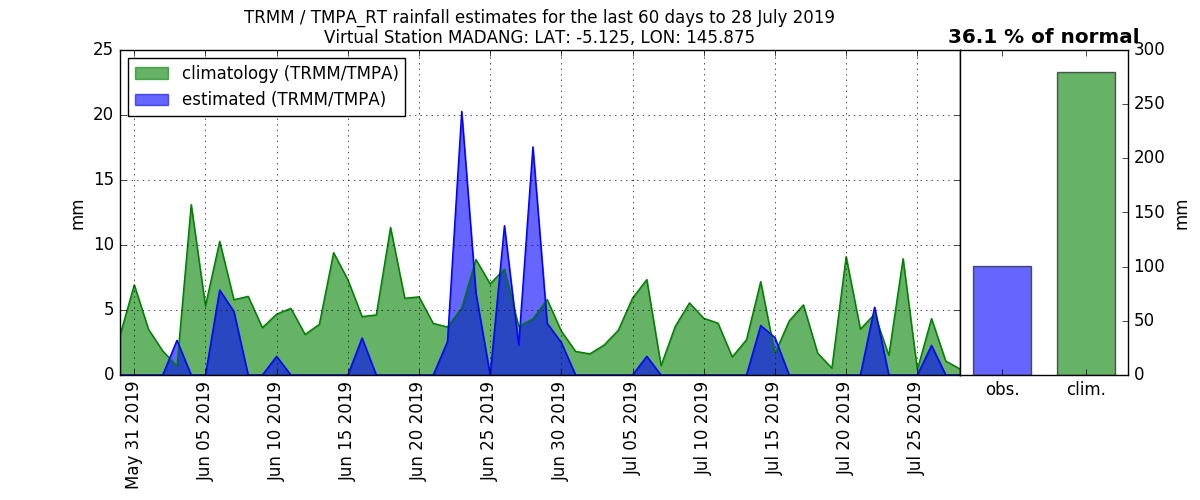 TRMM / TMPA_RT rainfall estimates for the last 60 days to 28 July 2019
Virtual Station MADANG: LAT: -5.125, LON: 145.875
36.1 % of normal
climatology (TRMM/TMPA)
estimated (TRMM/TMPA)
mm
25
20
15
10
5
0
May 31 2019
Jun 05 2019
Jun 10 2019
Jun 15 2019
Jun 20 2019
Jun 25 2019
Jun 30 2019
Jul 05 2019
Jul 10 2019
Jul 15 2019
Jul 20 2019
Jul 25 2019
obs.
clim.
300
250
200
150
100
50
0
mm